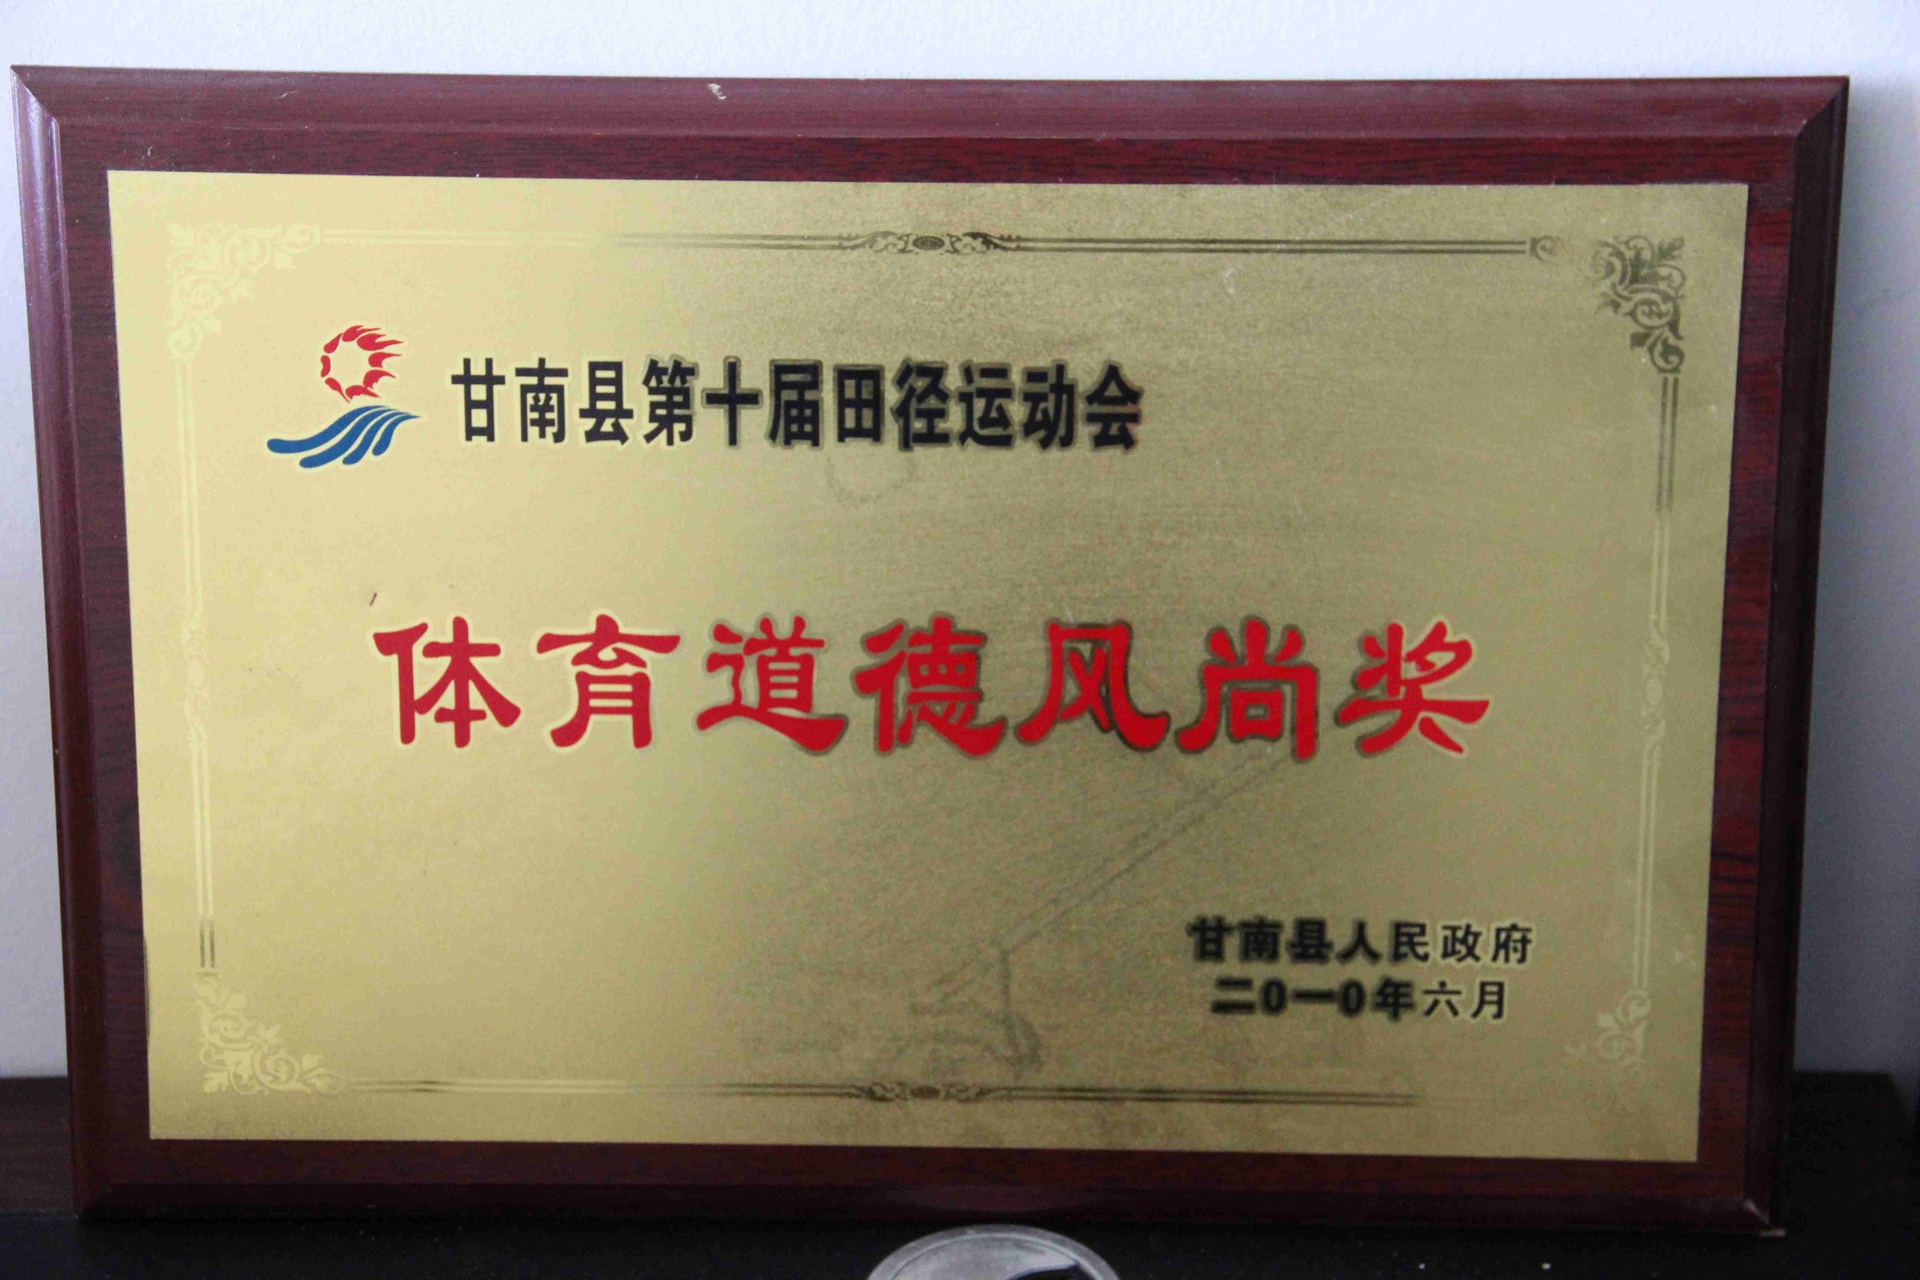 甘南县第十届田径运动会
体育道德风尚奖
甘南县人民政府
二0一0年六月